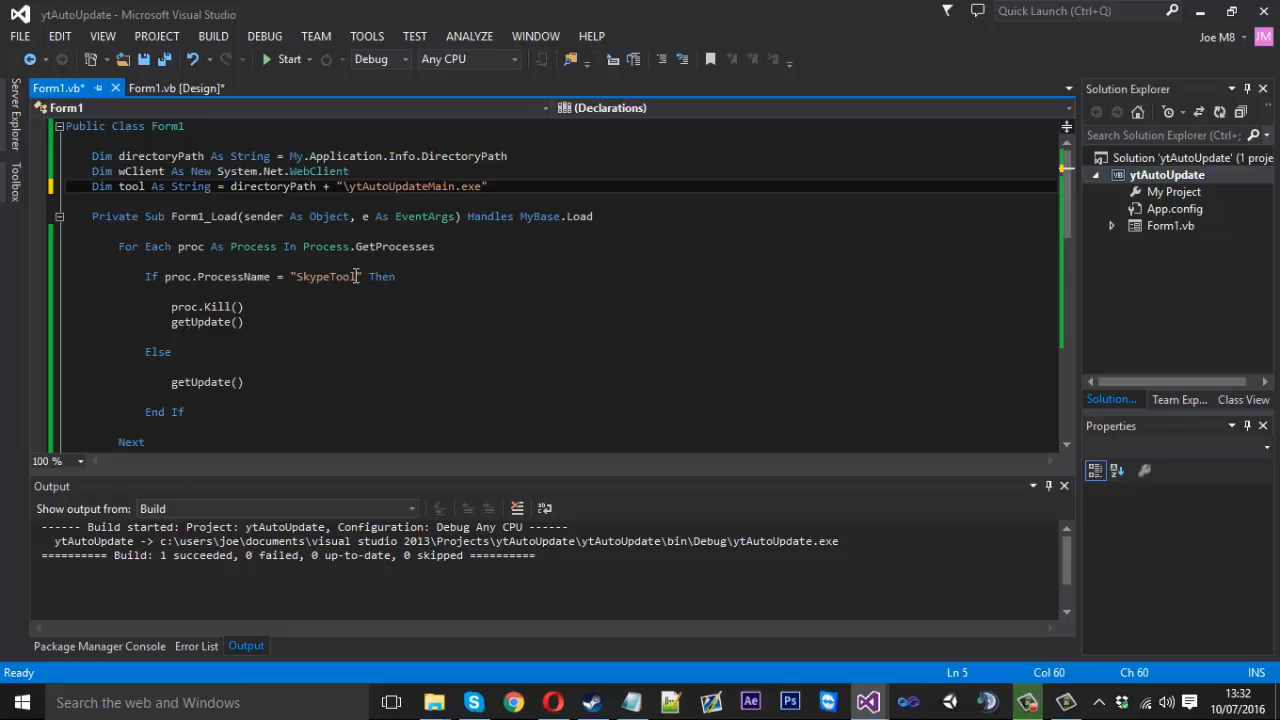 ytAutoUpdate - Microsoft Visual Studio
Quick Launch (Ctrl+Q)
FILE EDIT VIEW PROJECT BUILD DEBUG TEAM TOOLS TEST ANALYZE WINDOW HELP
Joe M8 JM
Start Debug Any CPU
Server Explorer
Toolbox
Form1.vb* Form1.vb [Design]*
Form1 (Declarations)
Public Class Form1
Dim directoryPath As String = My.Application.Info.DirectoryPath
Dim wClient As New System.Net.WebClient
Dim tool As String = directoryPath + "\ytAutoUpdateMain.exe"
Private Sub Form1_Load(sender As Object, e As EventArgs) Handles MyBase.Load
For Each proc As Process In Process.GetProcesses
If proc.ProcessName = "SkypeTool" Then
proc.Kill()
getUpdate()
Else
getUpdate()
End If
Next
100 %
Solution Explorer
Search Solution Explorer (Ctrl+;
Solution 'ytAutoUpdate' (1 proje
VB ytAutoUpdate
My Project
App.config
Form1.vb
Solution... Team Exp... Class View
Properties
Output
Show output from: Build
------ Build started: Project: ytAutoUpdate, Configuration: Debug Any CPU ------
ytAutoUpdate -> c:\users\joe\documents\visual studio 2013\Projects\ytAutoUpdate\ytAutoUpdate\bin\Debug\ytAutoUpdate.exe
========== Build: 1 succeeded, 0 failed, 0 up-to-date, 0 skipped ==========
Package Manager Console Error List Output
Ready Ln 5 Col 60 Ch 60 INS
Search the web and Windows
Ae Ps
13:32
10/07/2016